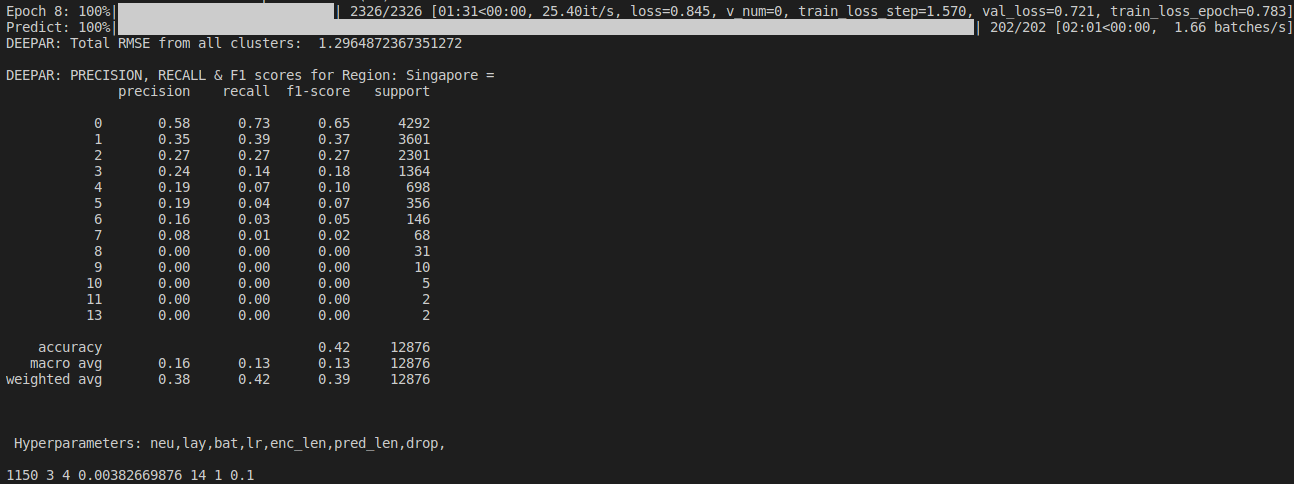 Epoch 8: 100%| | 2326/2326 [01:31<00:00, 25.40it/s, loss=0.845, v_num=0, train_loss_step=1.570, val_loss=0.721, train_loss_epoch=0.783]
Predict: 100%| | 202/202 [02:01<00:00, 1.66 batches/s]
DEEPAR: Total RMSE from all clusters: 1.2964872367351272
DEEPAR: PRECISION, RECALL & F1 scores for Region: Singapore =
precision recall f1-score support
0 0.58 0.73 0.65 4292
1 0.35 0.39 0.37 3601
2 0.27 0.27 0.27 2301
3 0.24 0.14 0.18 1364
4 0.19 0.07 0.10 698
5 0.19 0.04 0.07 356
6 0.16 0.03 0.05 146
7 0.08 0.01 0.02 68
8 0.00 0.00 0.00 31
9 0.00 0.00 0.00 10
10 0.00 0.00 0.00 5
11 0.00 0.00 0.00 2
13 0.00 0.00 0.00 2
accuracy 0.42 12876
macro avg 0.16 0.13 0.13 12876
weighted avg 0.38 0.42 0.39 12876
Hyperparameters: neu,lay,bat,lr,enc_len,pred_len,drop,
1150 3 4 0.00382669876 14 1 0.1